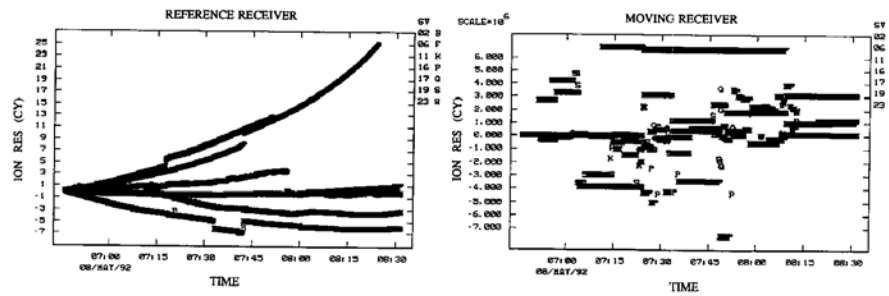 REFERENCE RECEIVER
ION RES (CY)
25
23
21
19
17
15
13
11
9
7
5
3
1
-1
-3
-5
-7
07:00
07:15
07:30
07:45
08:00
08:15
08:30
08/MAY/92
TIME
SV
02 B
06 F
11 K
16 P
17 Q
19 S
23 W
MOVING RECEIVER
SCALE*10⁶
ION RES (CY)
6.000
5.000
4.000
3.000
2.000
1.000
0.000
-1.000
-2.000
-3.000
-4.000
-5.000
-6.000
-7.000
07:00
07:15
07:30
07:45
08:00
08:15
08:30
08/MAY/92
TIME
SV
02
06
11
16
17
19
23